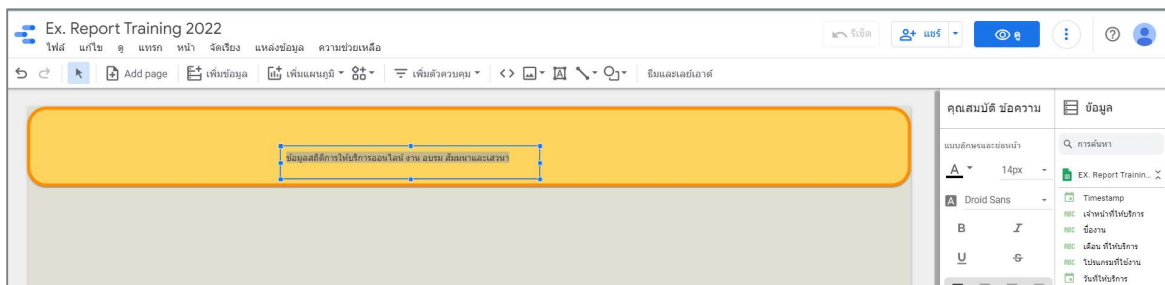 Ex. Report Training 2022
ไฟล์ แก้ไข ดู แทรก หน้า จัดเรียง แหล่งข้อมูล ความช่วยเหลือ
รีเซ็ต
แชร์
ดู
Add page
เพิ่มข้อมูล
เพิ่มแผนภูมิ
เพิ่มตัวควบคุม
ธีมและเลย์เอาต์
ข้อมูลสถิติการให้บริการออนไลน์ งาน อบรม สัมมนาและเสวนา
คุณสมบัติ ข้อความ
แบบอักษรและย่อหน้า
A
14px
A
Droid Sans
B
I
U
S
ข้อมูล
การค้นหา
EX. Report Trainin...
Timestamp
ABC เจ้าหน้าที่ให้บริการ
ABC ชื่องาน
ABC เดือน ที่ให้บริการ
ABC โปรแกรมที่ใช้งาน
วันที่ให้บริการ